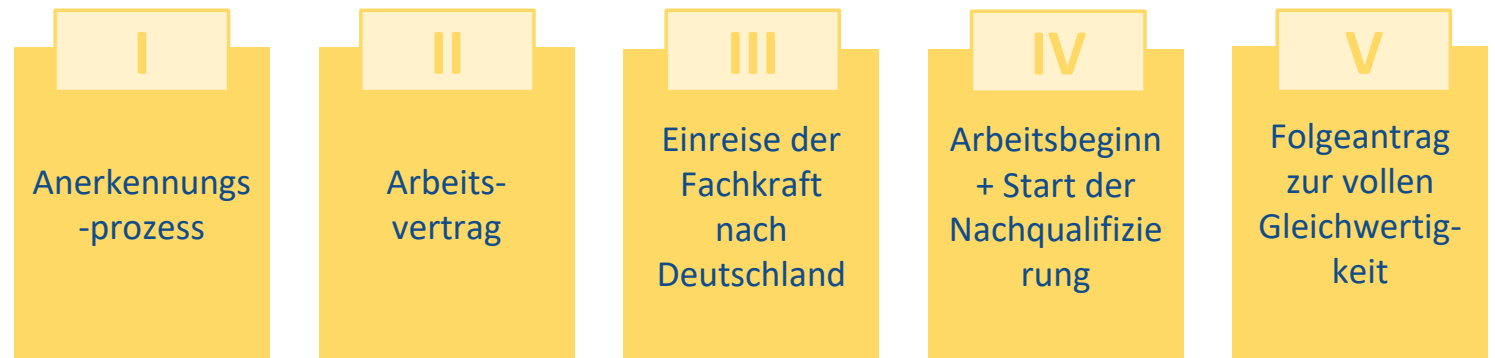 I
Anerkennungs
-prozess
II
Arbeits-
vertrag
III
Einreise der
Fachkraft
nach
Deutschland
IV
Arbeitsbeginn
+ Start der
Nachqualifizie
rung
V
Folgeantrag
zur vollen
Gleichwertig-
keit